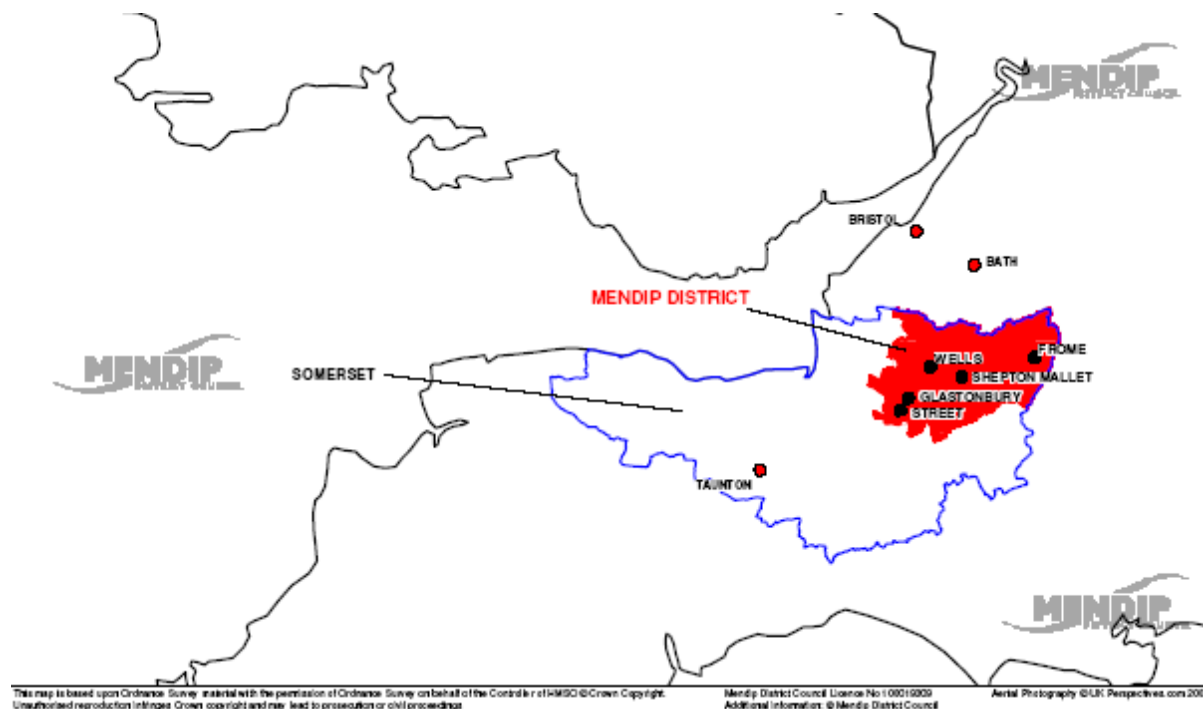 MENDIP
DISTRICT COUNCIL
BRISTOL
BATH
MENDIP DISTRICT
MENDIP
WELLS
FROME
SOMERSET
SHEPTON MALLET
GLASTONBURY
STREET
TAUNTON
MENDIP
This map is based upon Ordnance Survey material with the permission of Ordnance Survey on behalf of the Controller of HMSO © Crown Copyright.
Unauthorised reproduction infringes Crown copyright and may lead to prosecution or civil proceedings
Mendip District Council Licence No
Additional Information: © Mendip District Council
Aerial Photography © UK Perspectives.com